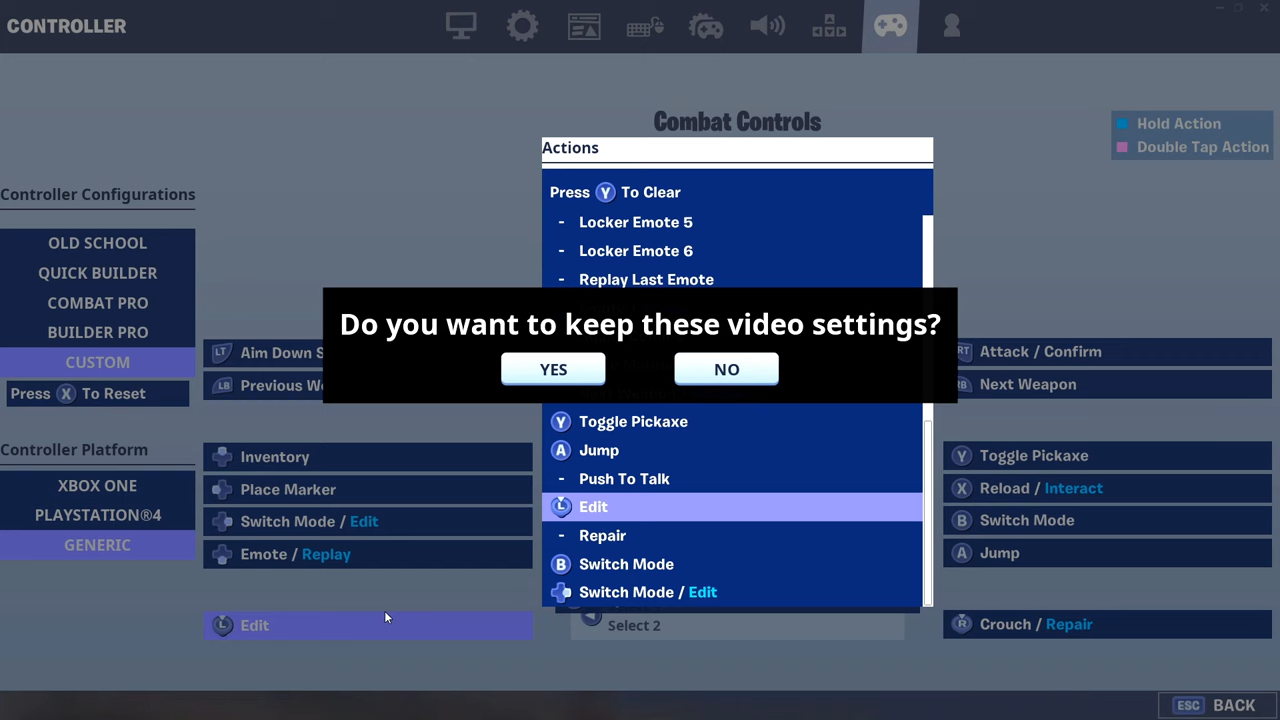 CONTROLLER
Combat Controls
Hold Action
Double Tap Action
Controller Configurations
OLD SCHOOL
QUICK BUILDER
COMBAT PRO
BUILDER PRO
CUSTOM
Press X To Reset
Controller Platform
XBOX ONE
PLAYSTATION®4
GENERIC
LT Aim Down S
LB Previous We
Inventory
Place Marker
Switch Mode / Edit
Emote / Replay
L Edit
Actions
Press Y To Clear
- Locker Emote 5
- Locker Emote 6
- Replay Last Emote
Do you want to keep these video settings?
YES
NO
Y Toggle Pickaxe
A Jump
- Push To Talk
L Edit
- Repair
B Switch Mode
Switch Mode / Edit
Select 2
RT Attack / Confirm
RB Next Weapon
Y Toggle Pickaxe
X Reload / Interact
B Switch Mode
A Jump
R Crouch / Repair
ESC BACK